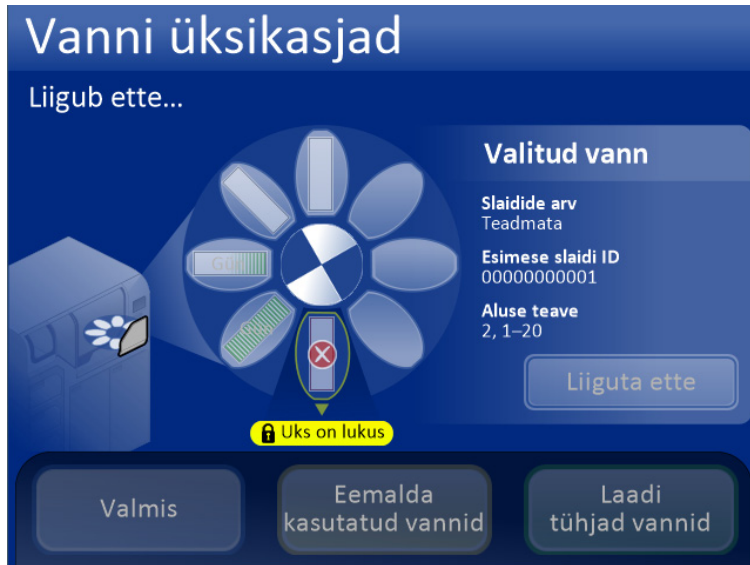 Vanni üksikasjad
Liigub ette...
Valitud vann
Slaidide arv
Teadmata
Esimese slaidi ID
00000000001
Aluse teave
2, 1–20
Liiguta ette
Uks on lukus
Valmis
Eemalda
kasutatud vannid
Laadi
tühjad vannid